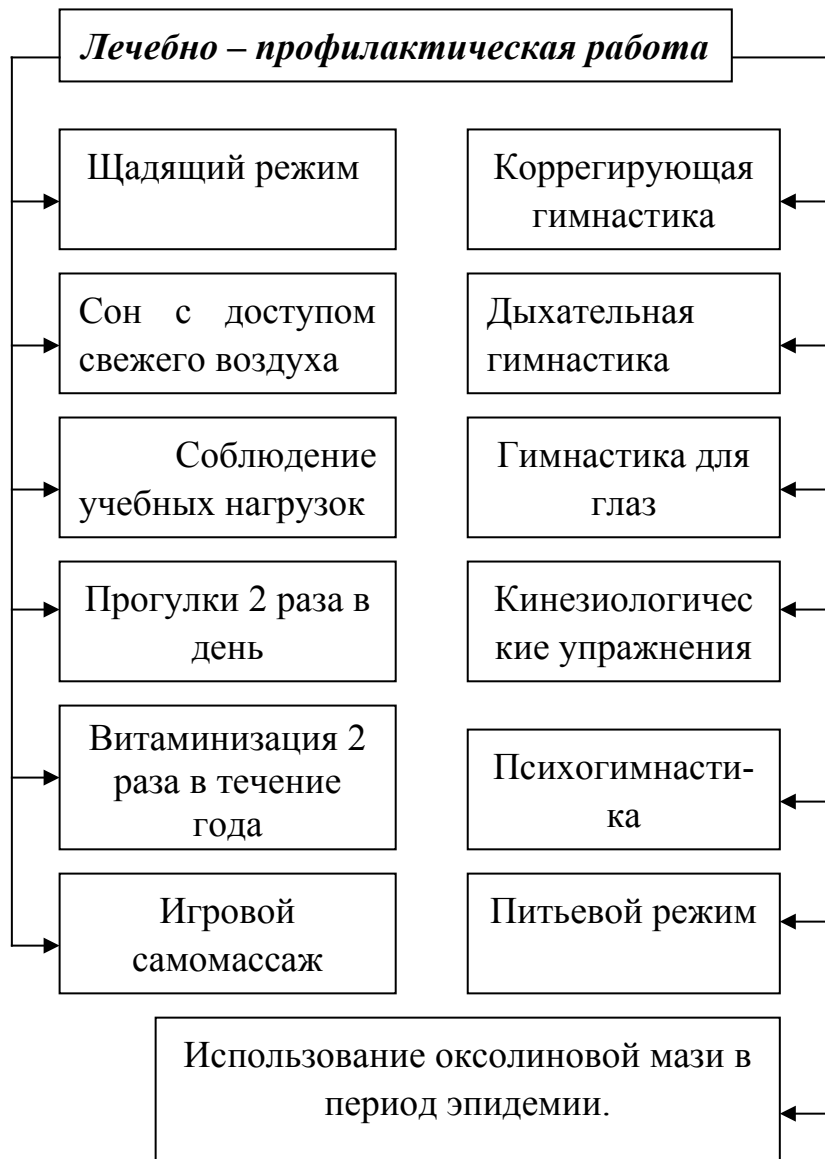 Лечебно – профилактическая работа
Щадящий режим
Коррегирующая
гимнастика
Сон с доступом
свежего воздуха
Дыхательная
гимнастика
Соблюдение
учебных нагрузок
Гимнастика для
глаз
Прогулки 2 раза в
день
Кинезиологичес
кие упражнения
Витаминизация 2
раза в течение
года
Психогимнасти-
ка
Игровой
самомассаж
Питьевой режим
Использование оксолиновой мази в
период эпидемии.